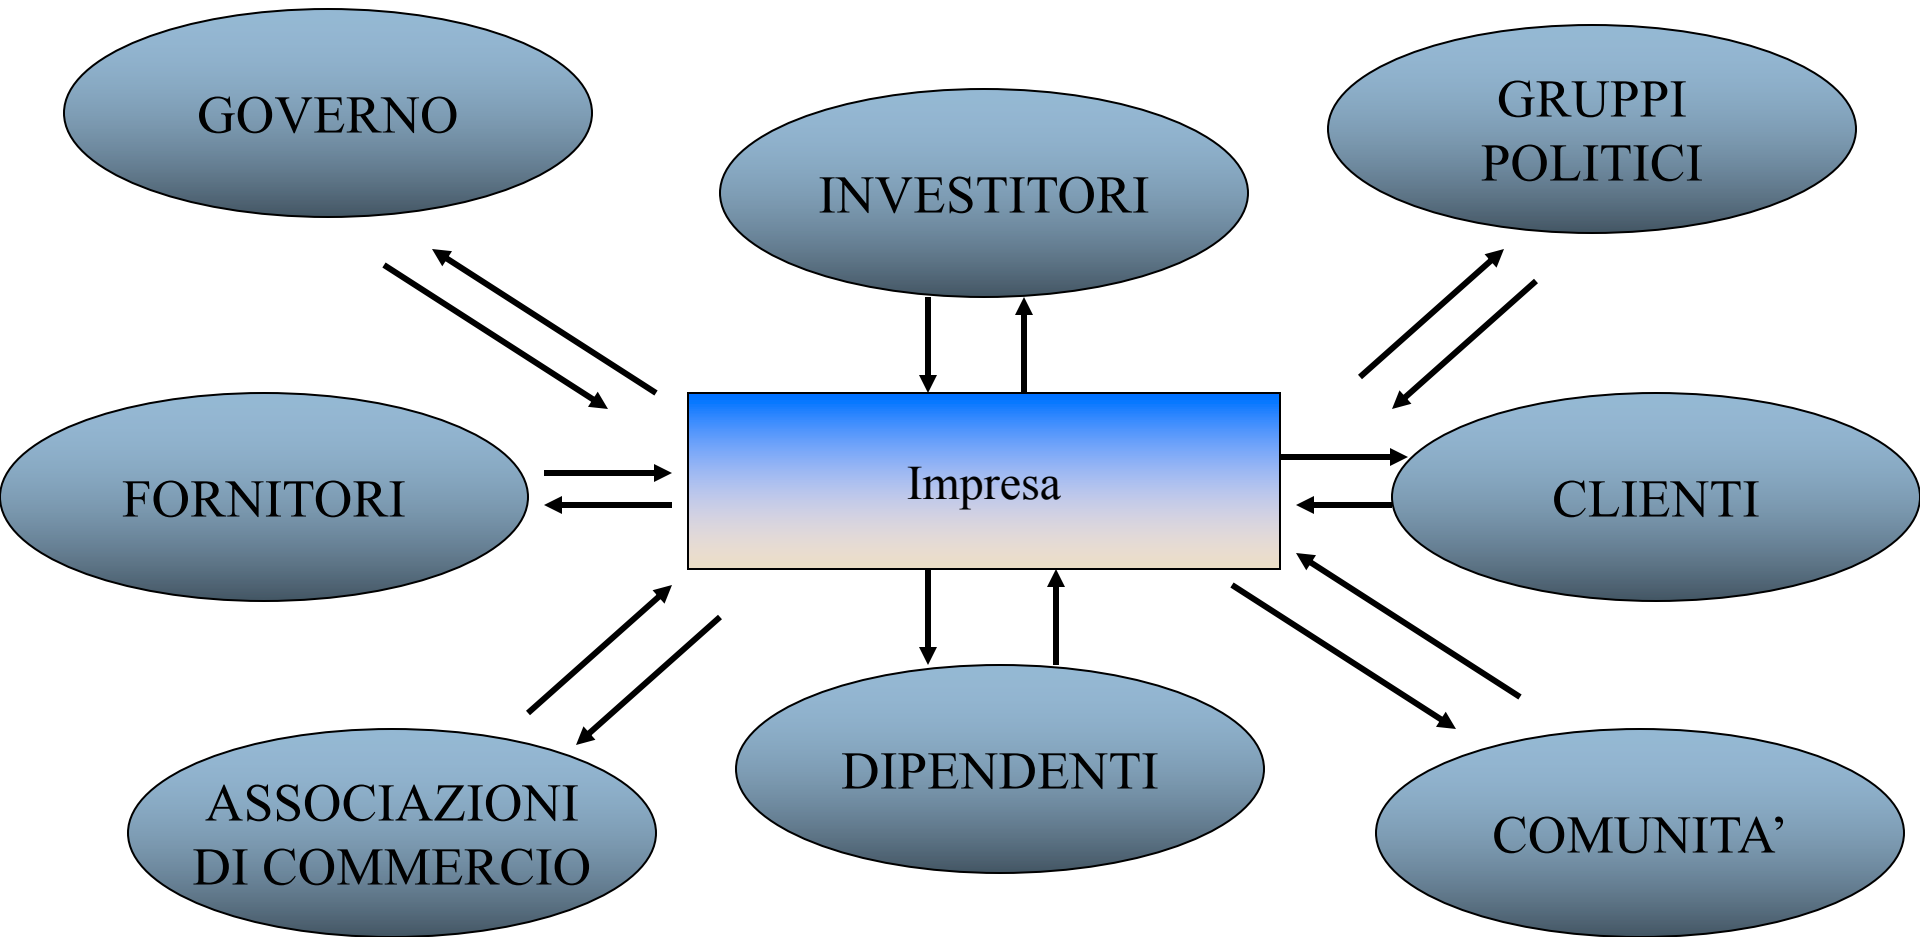 GOVERNO
INVESTITORI
GRUPPI
POLITICI
FORNITORI
Impresa
CLIENTI
ASSOCIAZIONI
DI COMMERCIO
DIPENDENTI
COMUNITA’